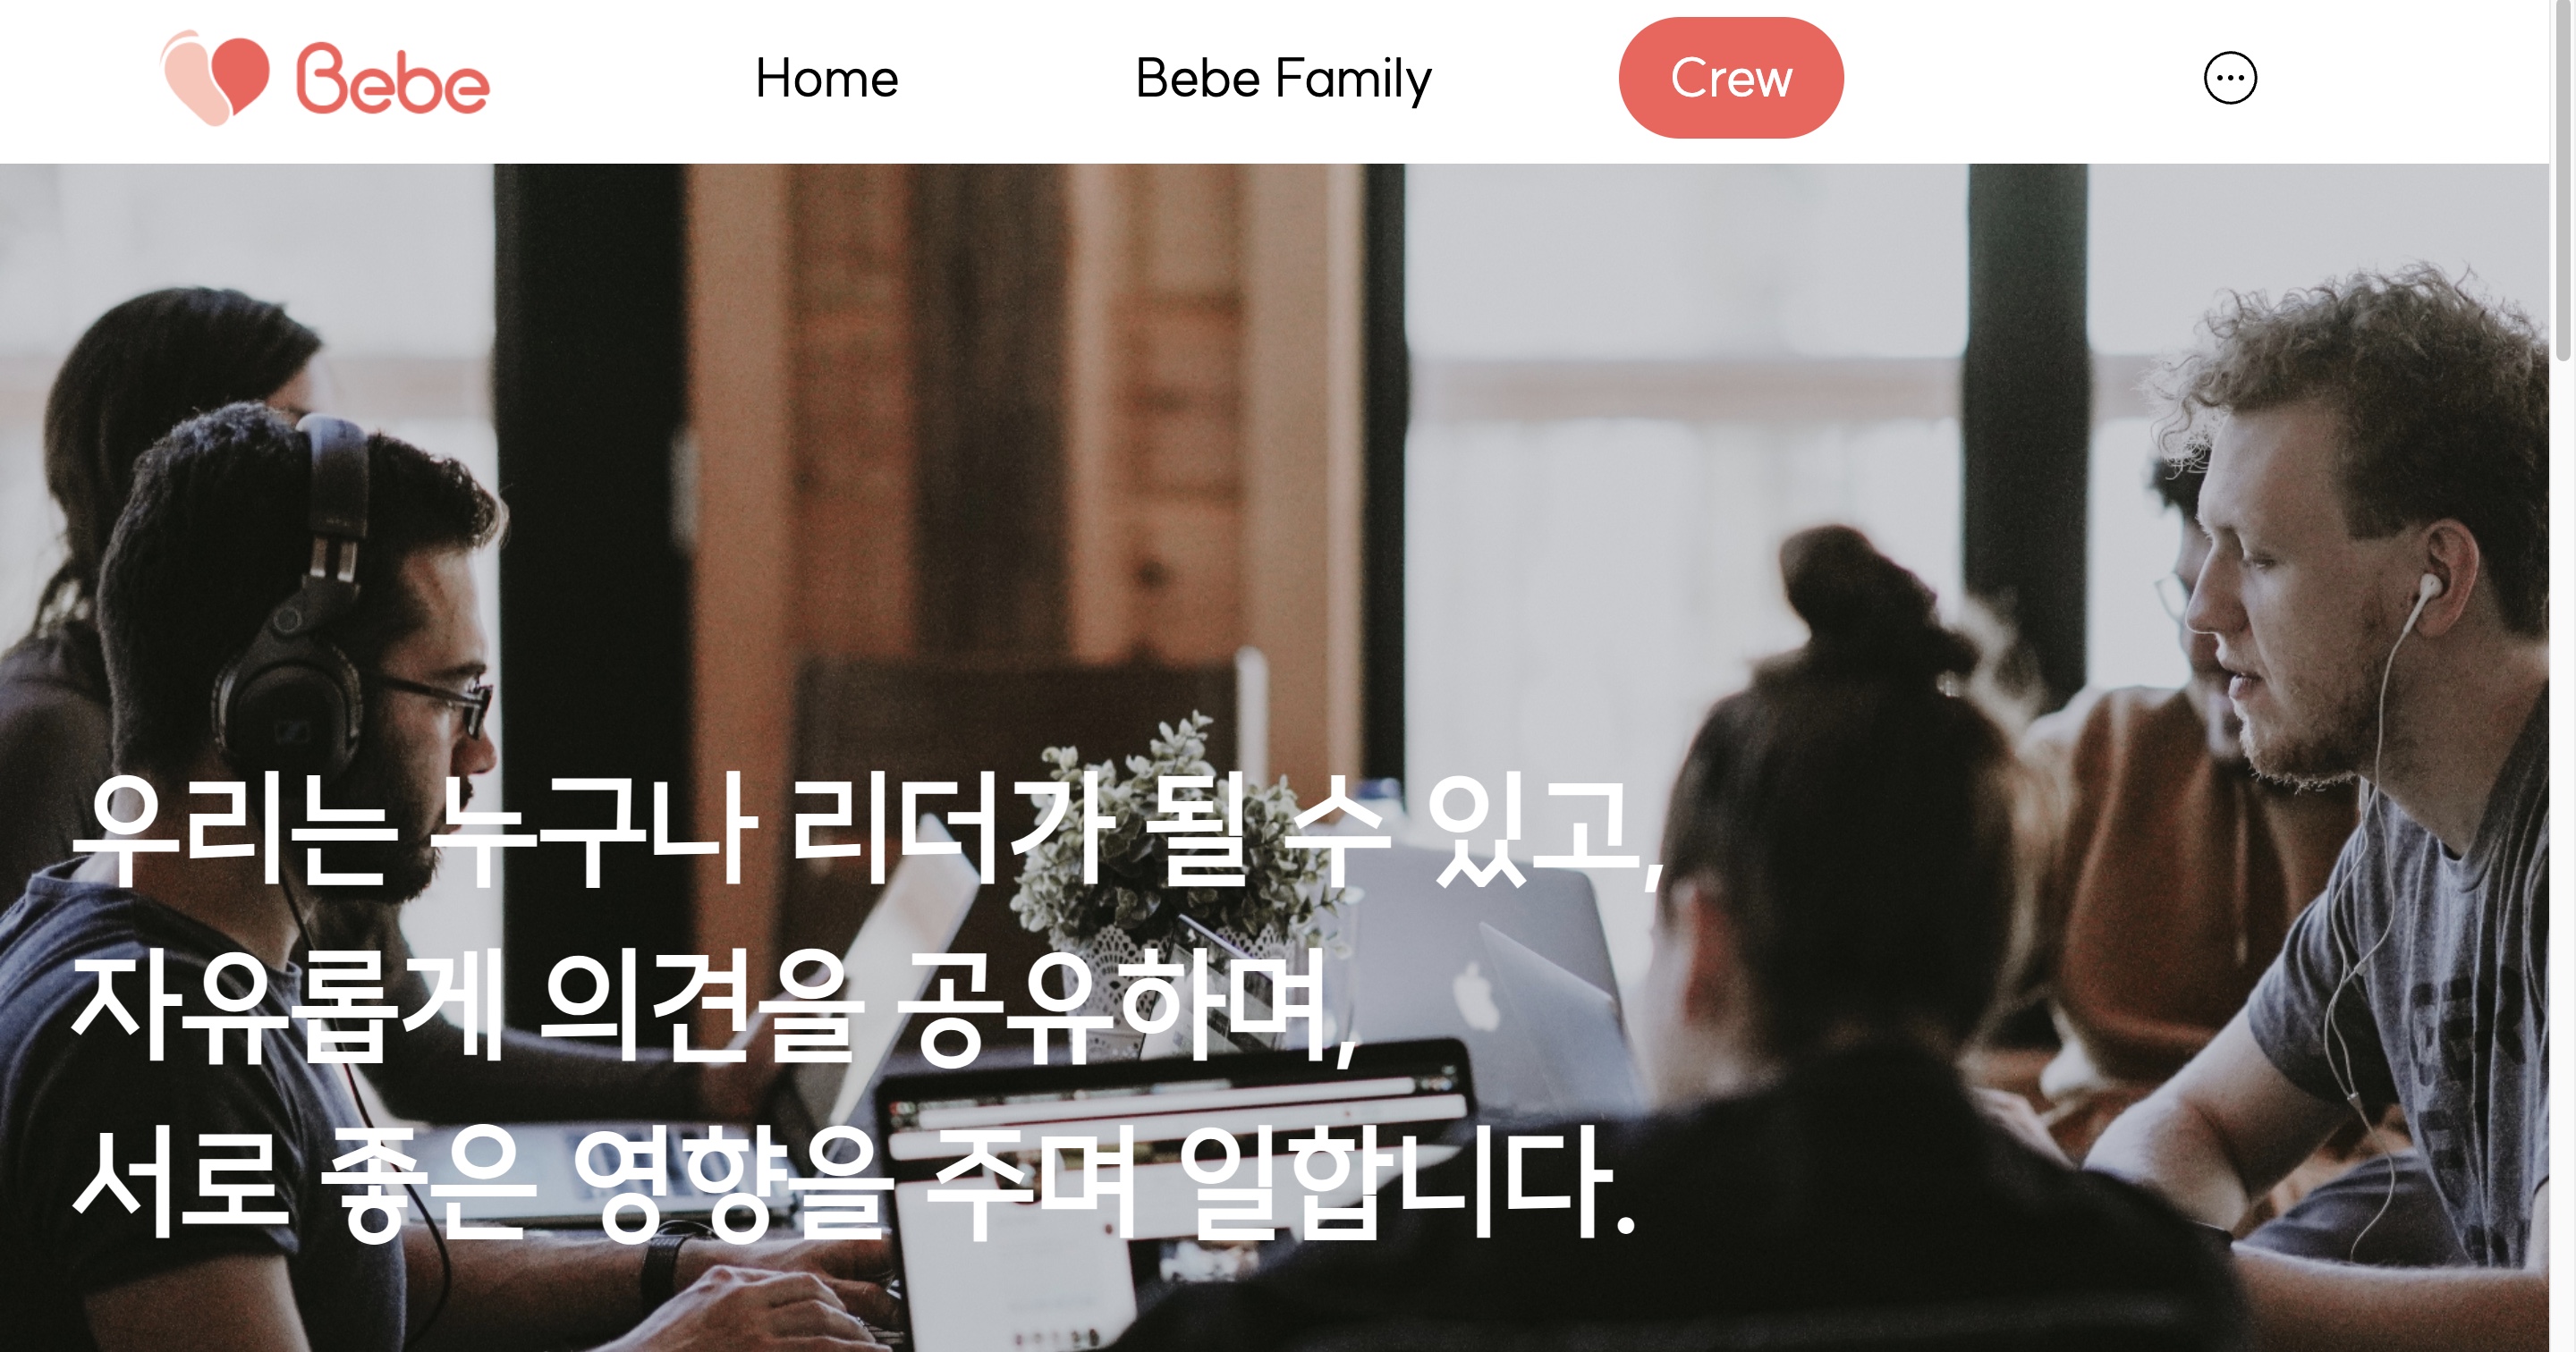 Bebe
Home
Bebe Family
Crew
우리는 누구나 리더가 될 수 있고,
자유롭게 의견을 공유하며,
서로 좋은 영향을 주며 일합니다.